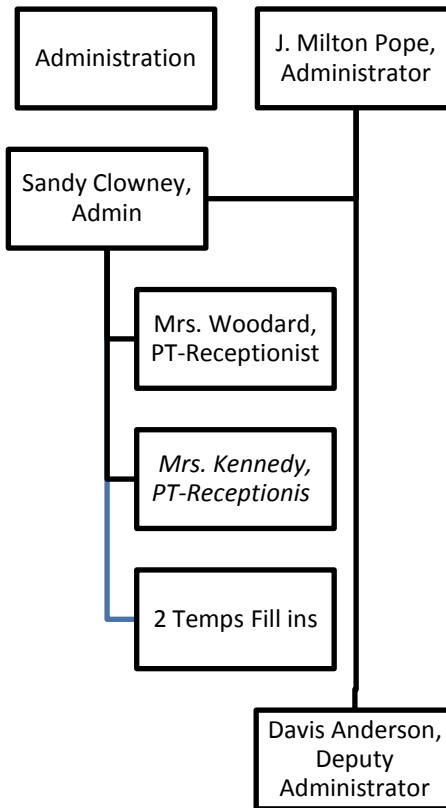 Administration
J. Milton Pope,
Administrator
Sandy Clowney,
Admin
Mrs. Woodard,
PT-Receptionist
Mrs. Kennedy,
PT-Receptionis
2 Temps Fill ins
Davis Anderson,
Deputy
Administrator